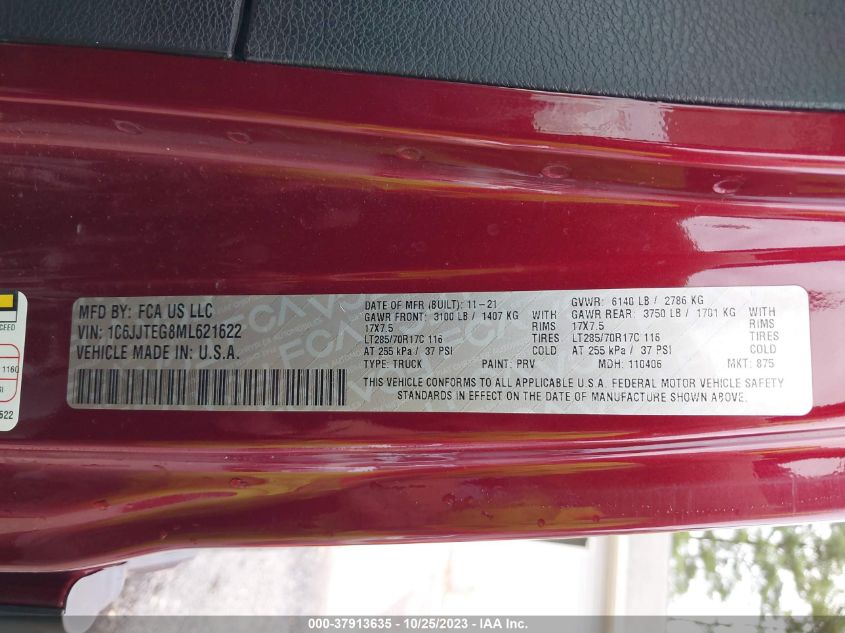 MFD BY: FCA US LLC
VIN: 1C6JJTEG8ML621622
VEHICLE MADE IN: U.S.A.
DATE OF MFR (BUILT): 11-21
GAWR FRONT: 3100 LB / 1407 KG WITH
17X7.5 RIMS
LT285/70R17C 116 TIRES
AT 255 kPa / 37 PSI COLD
TYPE: TRUCK PAINT: PRV
GVWR: 6140 LB / 2786 KG
GAWR REAR: 3750 LB / 1701 KG WITH
17X7.5 RIMS
LT285/70R17C 116 TIRES
AT 255 kPa / 37 PSI COLD
MDH: 110406 MKT: 875
THIS VEHICLE CONFORMS TO ALL APPLICABLE U.S.A. FEDERAL MOTOR VEHICLE SAFETY
STANDARDS IN EFFECT ON THE DATE OF MANUFACTURE SHOWN ABOVE.
CEED
1160
522
000-37913635 - 10/25/2023 - IAA Inc.